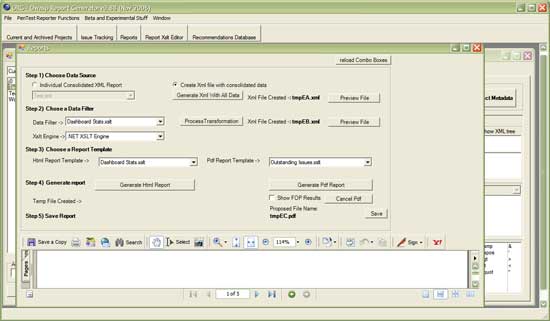 ORG - Owasp Report Generator v0.88 (Nov 2006)
PenTest Reporter Functions Beta and Experimental Stuff Window
Current and Archived Projects Issue Tracking Reports Report Xslt Editor Recommendations Database
Reports
reload Combo Boxes
Step 1) Choose Data Source
Individual Consolidated XML Report
Create Xml file with consolidated data
Generate Xml With All Data
Xml File Created -> tmpEA.xml
Preview File
Step 2) Chose a Data Filter
Data Filter -> Dashboard Stats.xslt
ProcessTransformation
Xml File Created -> tmpEB.xml
Preview File
Xslt Engine -> .NET XSLT Engine
Step 3) Choose a Report Template
Html Report Template -> Dashboard Stats.xslt
Pdf Report Template -> Outstanding Issues.xslt
Step 4) Generate report
Generate Html Report
Generate Pdf Report
Show FOP Results
Cancel Pdf
Temp File Created ->
Proposed File Name:
tmpEC.pdf
Save
Step 5) Save Report
Save a Copy Search Select 114% Sign
Pages
1 of 5
ct Metadata
how XML tree